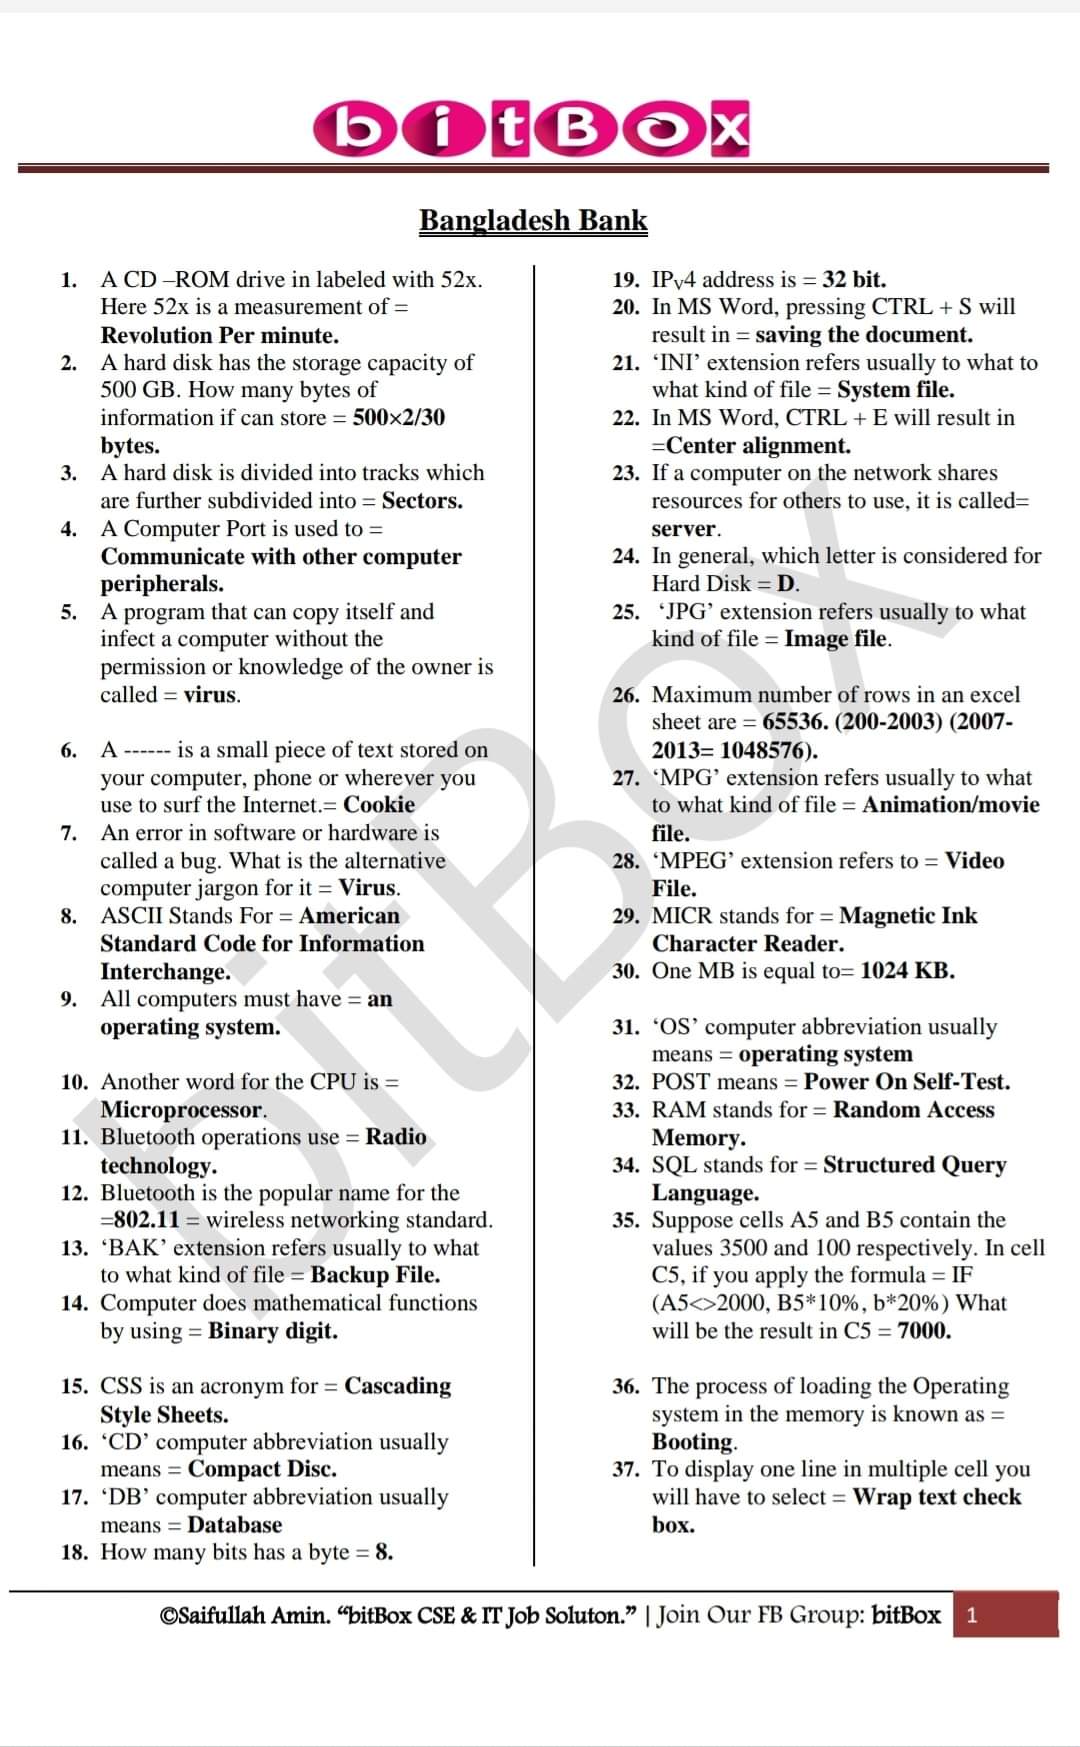 bitBox
Bangladesh Bank
1. A CD –ROM drive in labeled with 52x.
Here 52x is a measurement of =
Revolution Per minute.
2. A hard disk has the storage capacity of
500 GB. How many bytes of
information if can store = 500×2/30
bytes.
3. A hard disk is divided into tracks which
are further subdivided into = Sectors.
4. A Computer Port is used to =
Communicate with other computer
peripherals.
5. A program that can copy itself and
infect a computer without the
permission or knowledge of the owner is
called = virus.
6. A ------ is a small piece of text stored on
your computer, phone or wherever you
use to surf the Internet.= Cookie
7. An error in software or hardware is
called a bug. What is the alternative
computer jargon for it = Virus.
8. ASCII Stands For = American
Standard Code for Information
Interchange.
9. All computers must have = an
operating system.
10. Another word for the CPU is =
Microprocessor.
11. Bluetooth operations use = Radio
technology.
12. Bluetooth is the popular name for the
=802.11 = wireless networking standard.
13. ‘BAK’ extension refers usually to what
to what kind of file = Backup File.
14. Computer does mathematical functions
by using = Binary digit.
15. CSS is an acronym for = Cascading
Style Sheets.
16. ‘CD’ computer abbreviation usually
means = Compact Disc.
17. ‘DB’ computer abbreviation usually
means = Database
18. How many bits has a byte = 8.
19. IPv4 address is = 32 bit.
20. In MS Word, pressing CTRL + S will
result in = saving the document.
21. ‘INI’ extension refers usually to what to
what kind of file = System file.
22. In MS Word, CTRL + E will result in
=Center alignment.
23. If a computer on the network shares
resources for others to use, it is called=
server.
24. In general, which letter is considered for
Hard Disk = D.
25. ‘JPG’ extension refers usually to what
kind of file = Image file.
26. Maximum number of rows in an excel
sheet are = 65536. (200-2003) (2007-
2013= 1048576).
27. ‘MPG’ extension refers usually to what
to what kind of file = Animation/movie
file.
28. ‘MPEG’ extension refers to = Video
File.
29. MICR stands for = Magnetic Ink
Character Reader.
30. One MB is equal to= 1024 KB.
31. ‘OS’ computer abbreviation usually
means = operating system
32. POST means = Power On Self-Test.
33. RAM stands for = Random Access
Memory.
34. SQL stands for = Structured Query
Language.
35. Suppose cells A5 and B5 contain the
values 3500 and 100 respectively. In cell
C5, if you apply the formula = IF
(A5<>2000, B5*10%, b*20%) What
will be the result in C5 = 7000.
36. The process of loading the Operating
system in the memory is known as =
Booting.
37. To display one line in multiple cell you
will have to select = Wrap text check
box.
bitBox
©Saifullah Amin. “bitBox CSE & IT Job Soluton.” | Join Our FB Group: bitBox 1